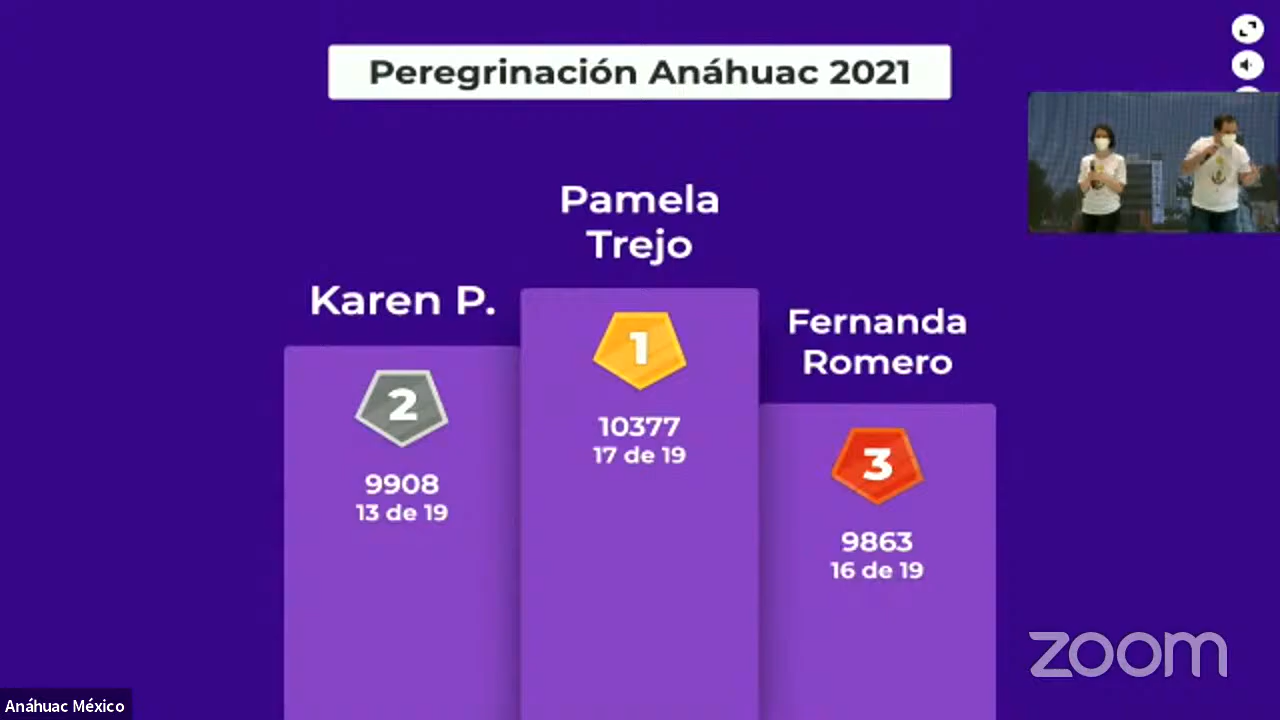 Peregrinación Anáhuac 2021
Pamela
Trejo
Karen P.
Fernanda
Romero
1
10377
17 de 19
2
9908
13 de 19
3
9863
16 de 19
zoom
Anáhuac México